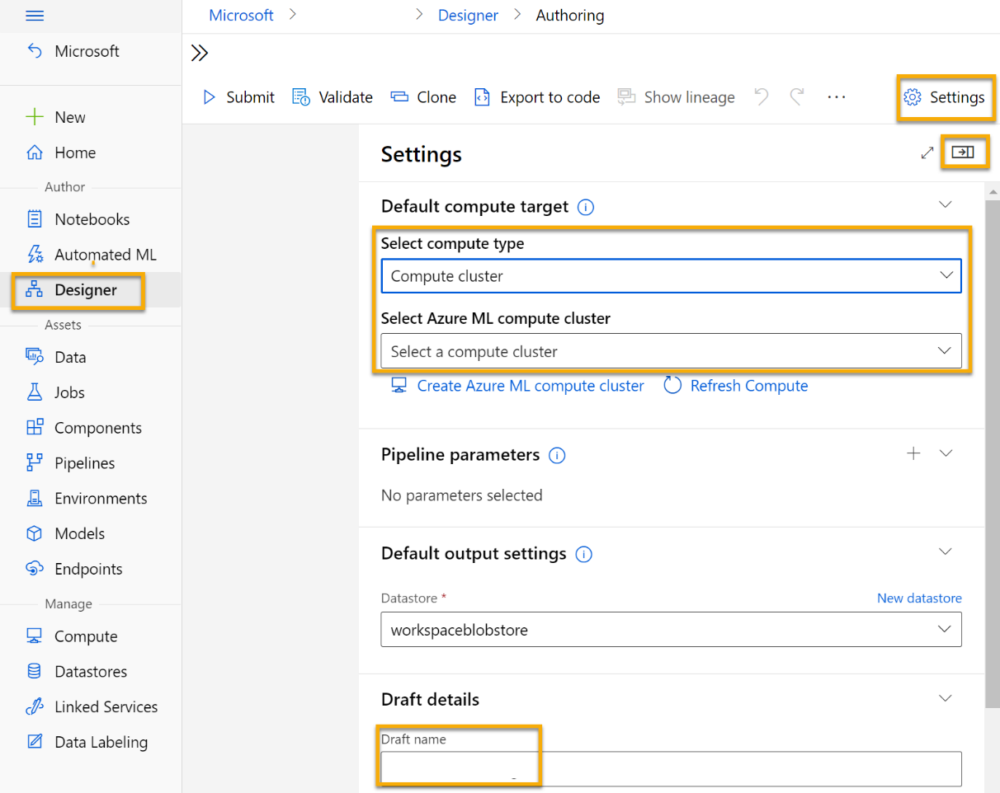 Microsoft > > Designer > Authoring
Microsoft
New
Home
Author
Notebooks
Automated ML
Designer
Assets
Data
Jobs
Components
Pipelines
Environments
Models
Endpoints
Manage
Compute
Datastores
Linked Services
Data Labeling
Submit Validate Clone Export to code Show lineage ... Settings
Settings
Default compute target
Select compute type
Compute cluster
Select Azure ML compute cluster
Select a compute cluster
Create Azure ML compute cluster Refresh Compute
Pipeline parameters
No parameters selected
Default output settings
Datastore * New datastore
workspaceblobstore
Draft details
Draft name